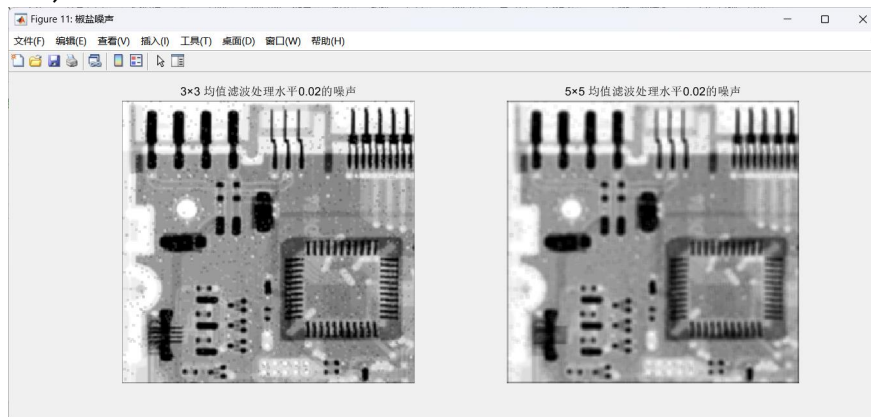 Figure 11: 椒盐噪声
文件(F) 编辑(E) 查看(V) 插入(I) 工具(T) 桌面(D) 窗口(W) 帮助(H)
3×3 均值滤波处理水平0.02的噪声
5×5 均值滤波处理水平0.02的噪声